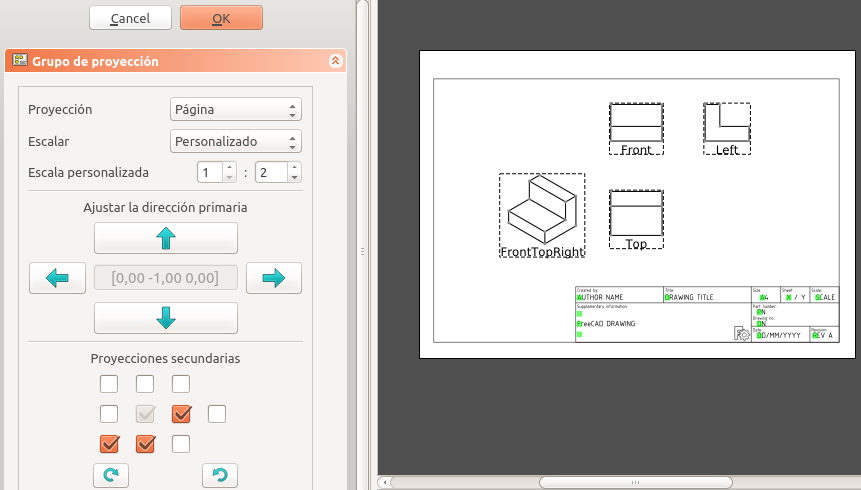 Cancel
OK
Grupo de proyección
Proyección
Página
Escalar
Personalizado
Escala personalizada
1 : 2
Ajustar la dirección primaria
[0,00 -1,00 0,00]
Proyecciones secundarias
Front
Left
FrontTopRight
Top
Created by
AUTHOR NAME
Title
DRAWING TITLE
Size
A4
Sheet
X / Y
Scale
SCALE
Supplementary information:
FreeCAD DRAWING
Part number:
PN
Drawing no:
DN
Date
DD/MM/YYYY
Revision
REV A